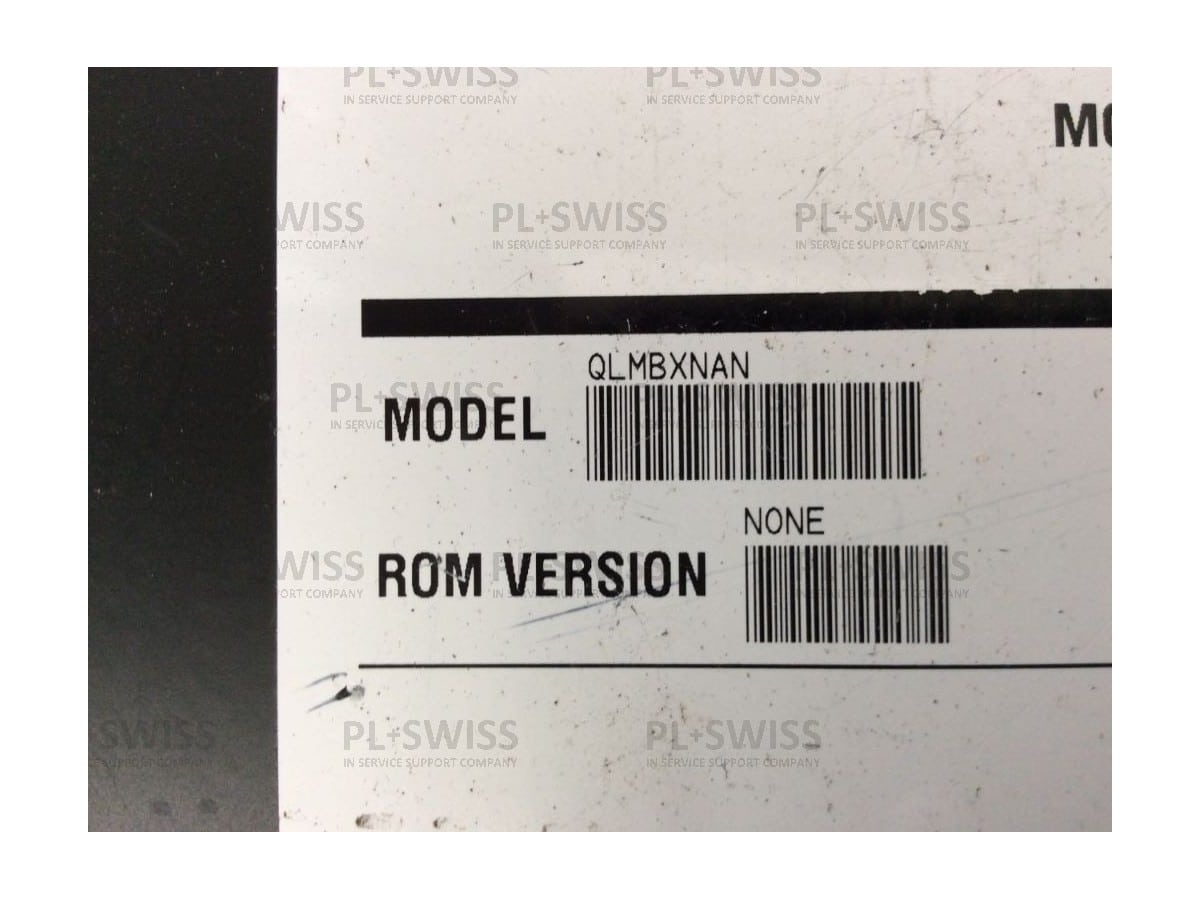 PL+SWISS PL+SWISS
IN SERVICE SUPPORT COMPANY IN SERVICE SUPPORT COMPANY
PL+SWISS PL+SWISS
IN SERVICE SUPPORT COMPANY IN SERVICE SUPPORT COMPANY
QLMBXNAN
MODEL
NONE
ROM VERSION
PL+SWISS PL+SWISS
IN SERVICE SUPPORT COMPANY IN SERVICE SUPPORT COMPANY